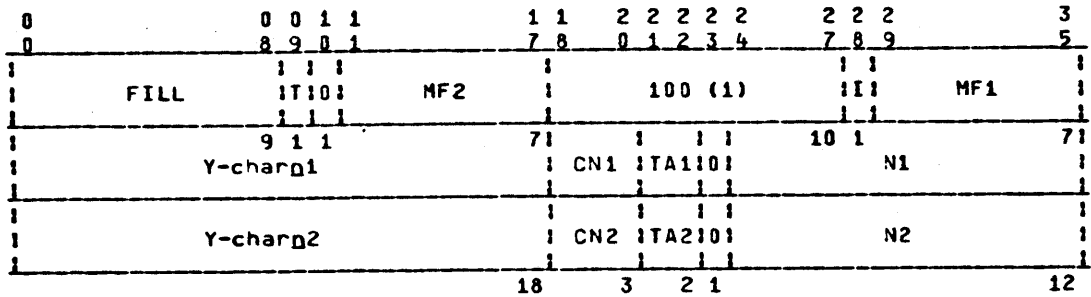 0 0 0 1 1 1 1 2 2 2 2 2 2 2 2 3
0 8 9 0 1 7 8 0 1 2 3 4 7 8 9 5
FILL T 0 MF2 100 (1) I MF1
9 1 1 7 10 1 7
Y-charn1 CN1 TA1 0 N1
Y-charn2 CN2 TA2 0 N2
18 3 2 1 12